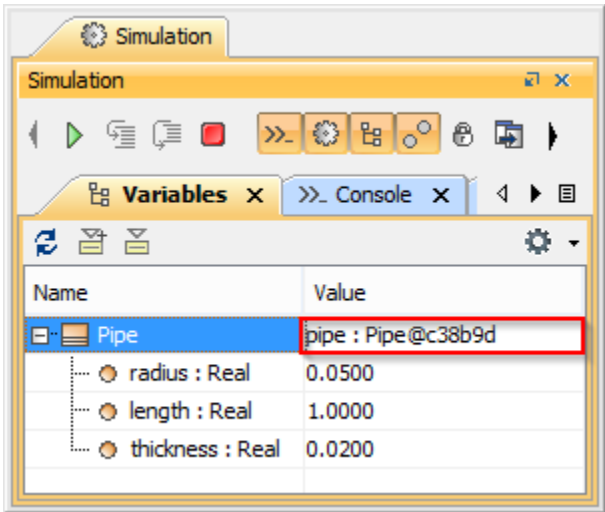 Simulation
Simulation
Variables Console
Name Value
Pipe pipe : Pipe@c38b9d
radius : Real 0.0500
length : Real 1.0000
thickness : Real 0.0200